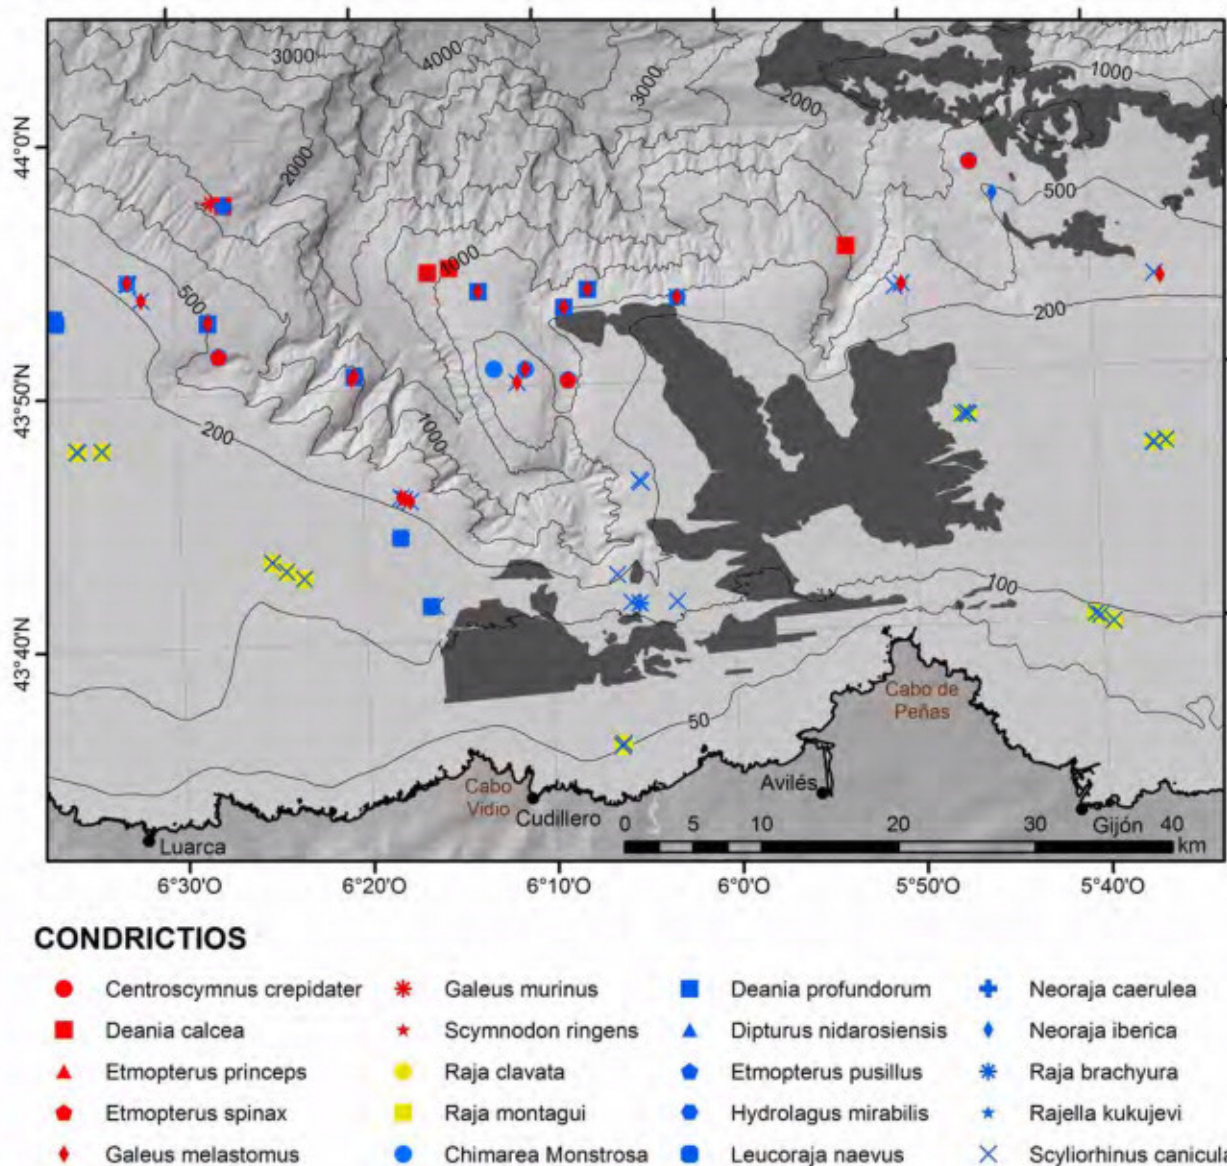 3000
4000
3000
2000
1000
2000
500
1000
500
200
200
1000
100
50
44°0'N
43°50'N
43°40'N
Cabo de
Peñas
Cabo
Vidio
Avilés
Cudillero
Luarca
Gijón
0 5 10 20 30 40
km
6°30'O 6°20'O 6°10'O 6°0'O 5°50'O 5°40'O
CONDRICTIOS
Centroscymnus crepidater Galeus murinus Deania profundorum Neoraja caerulea
Deania calcea Scymnodon ringens Dipturus nidarosiensis Neoraja iberica
Etmopterus princeps Raja clavata Etmopterus pusillus Raja brachyura
Etmopterus spinax Raja montagui Hydrolagus mirabilis Rajella kukujevi
Galeus melastomus Chimarea Monstrosa Leucoraja naevus Scyliorhinus canicula